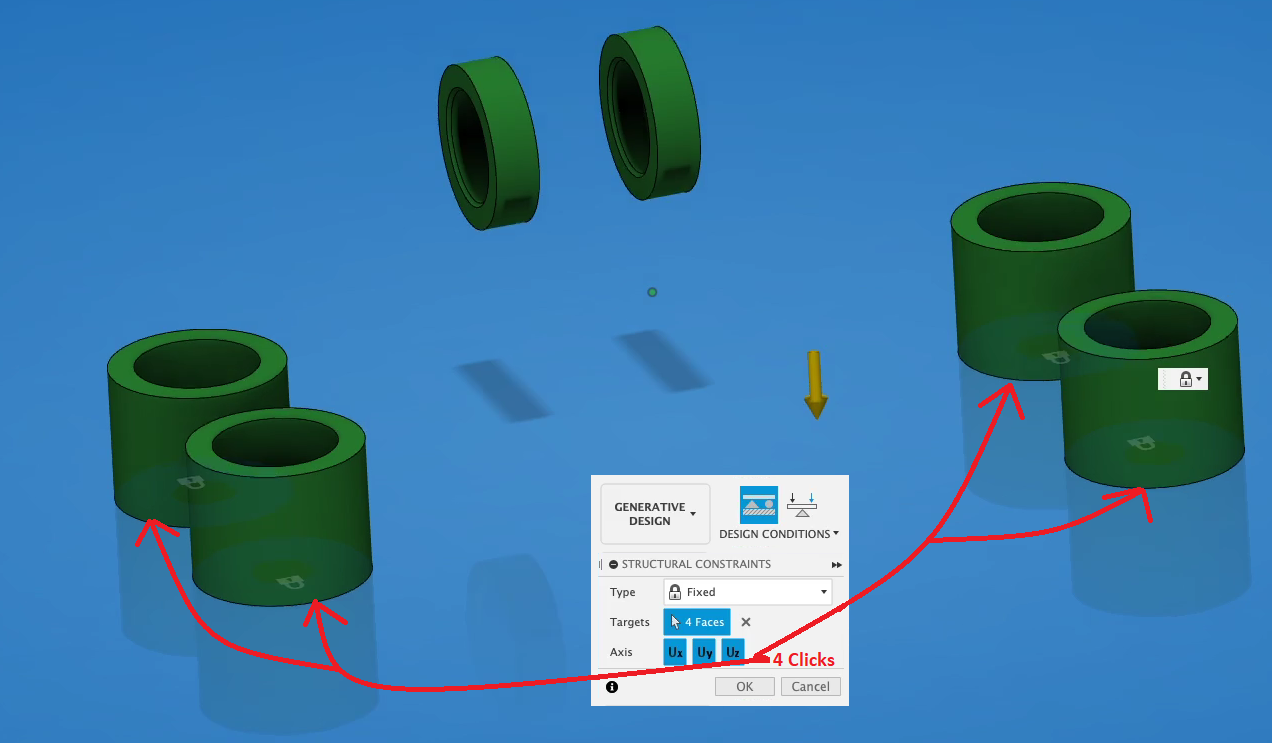 GENERATIVE
DESIGN
DESIGN CONDITIONS
STRUCTURAL CONSTRAINTS
Type
Fixed
Targets
4 Faces
Axis
Ux
Uy
Uz
4 Clicks
OK
Cancel